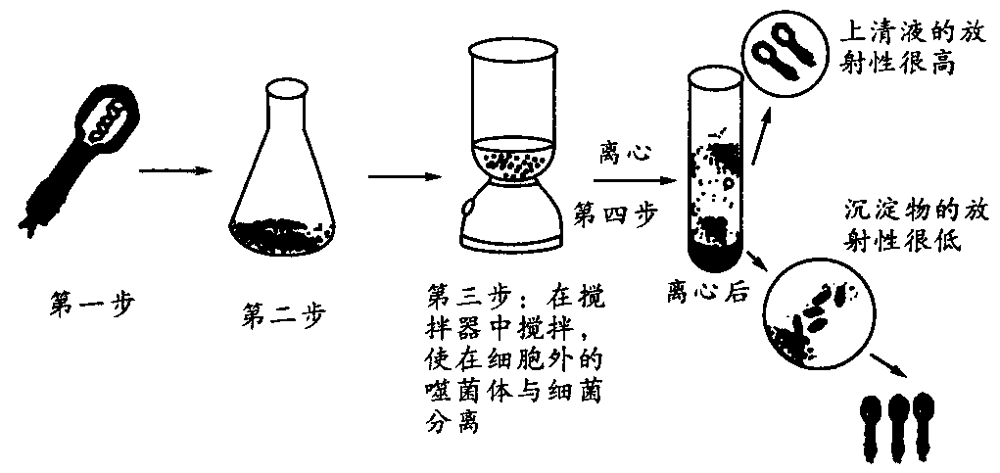 第一步
第二步
第三步：在搅
拌器中搅拌，
使在细胞外的
噬菌体与细菌
分离
离心
第四步
离心后
上清液的放
射性很高
沉淀物的放
射性很低